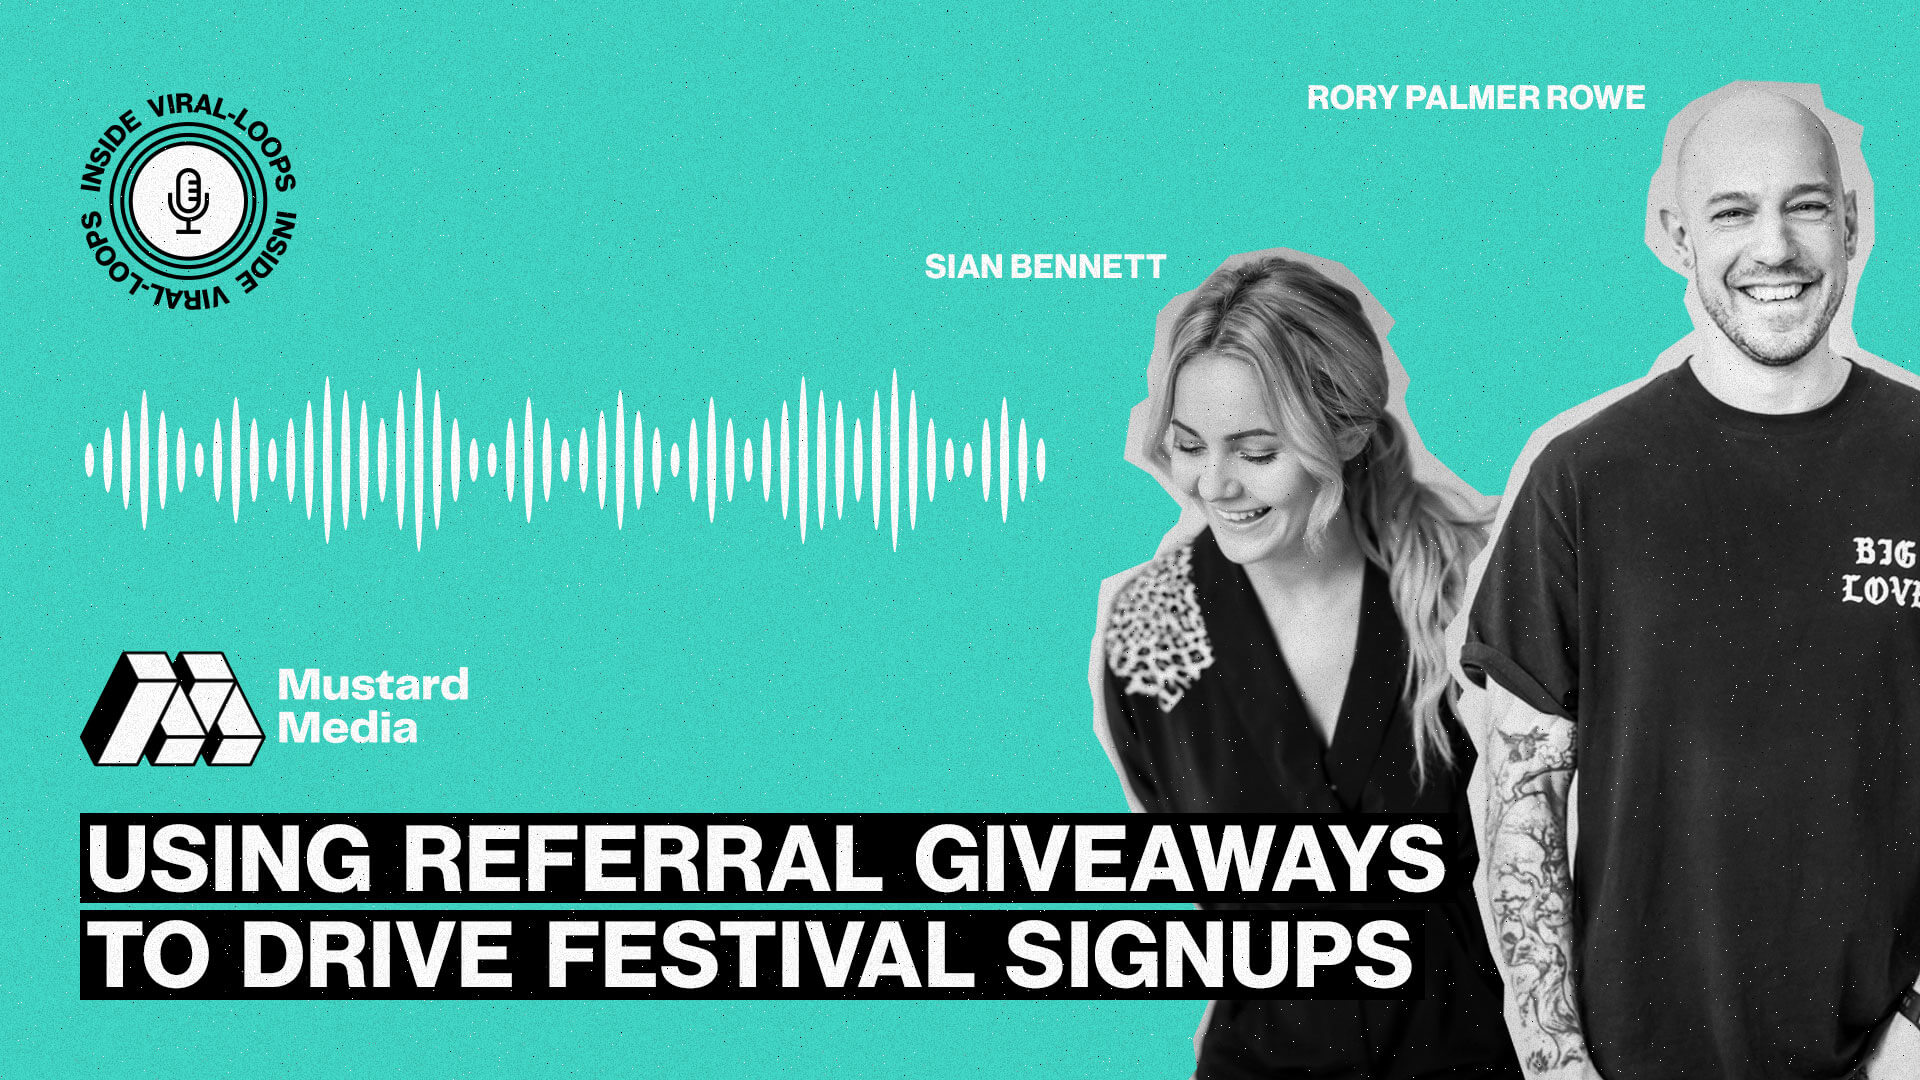 INSIDE VIRAL-LOOPS INSIDE VIRAL-LOOPS
RORY PALMER ROWE
SIAN BENNETT
BIG
LOVE
Mustard
Media
USING REFERRAL GIVEAWAYS
TO DRIVE FESTIVAL SIGNUPS